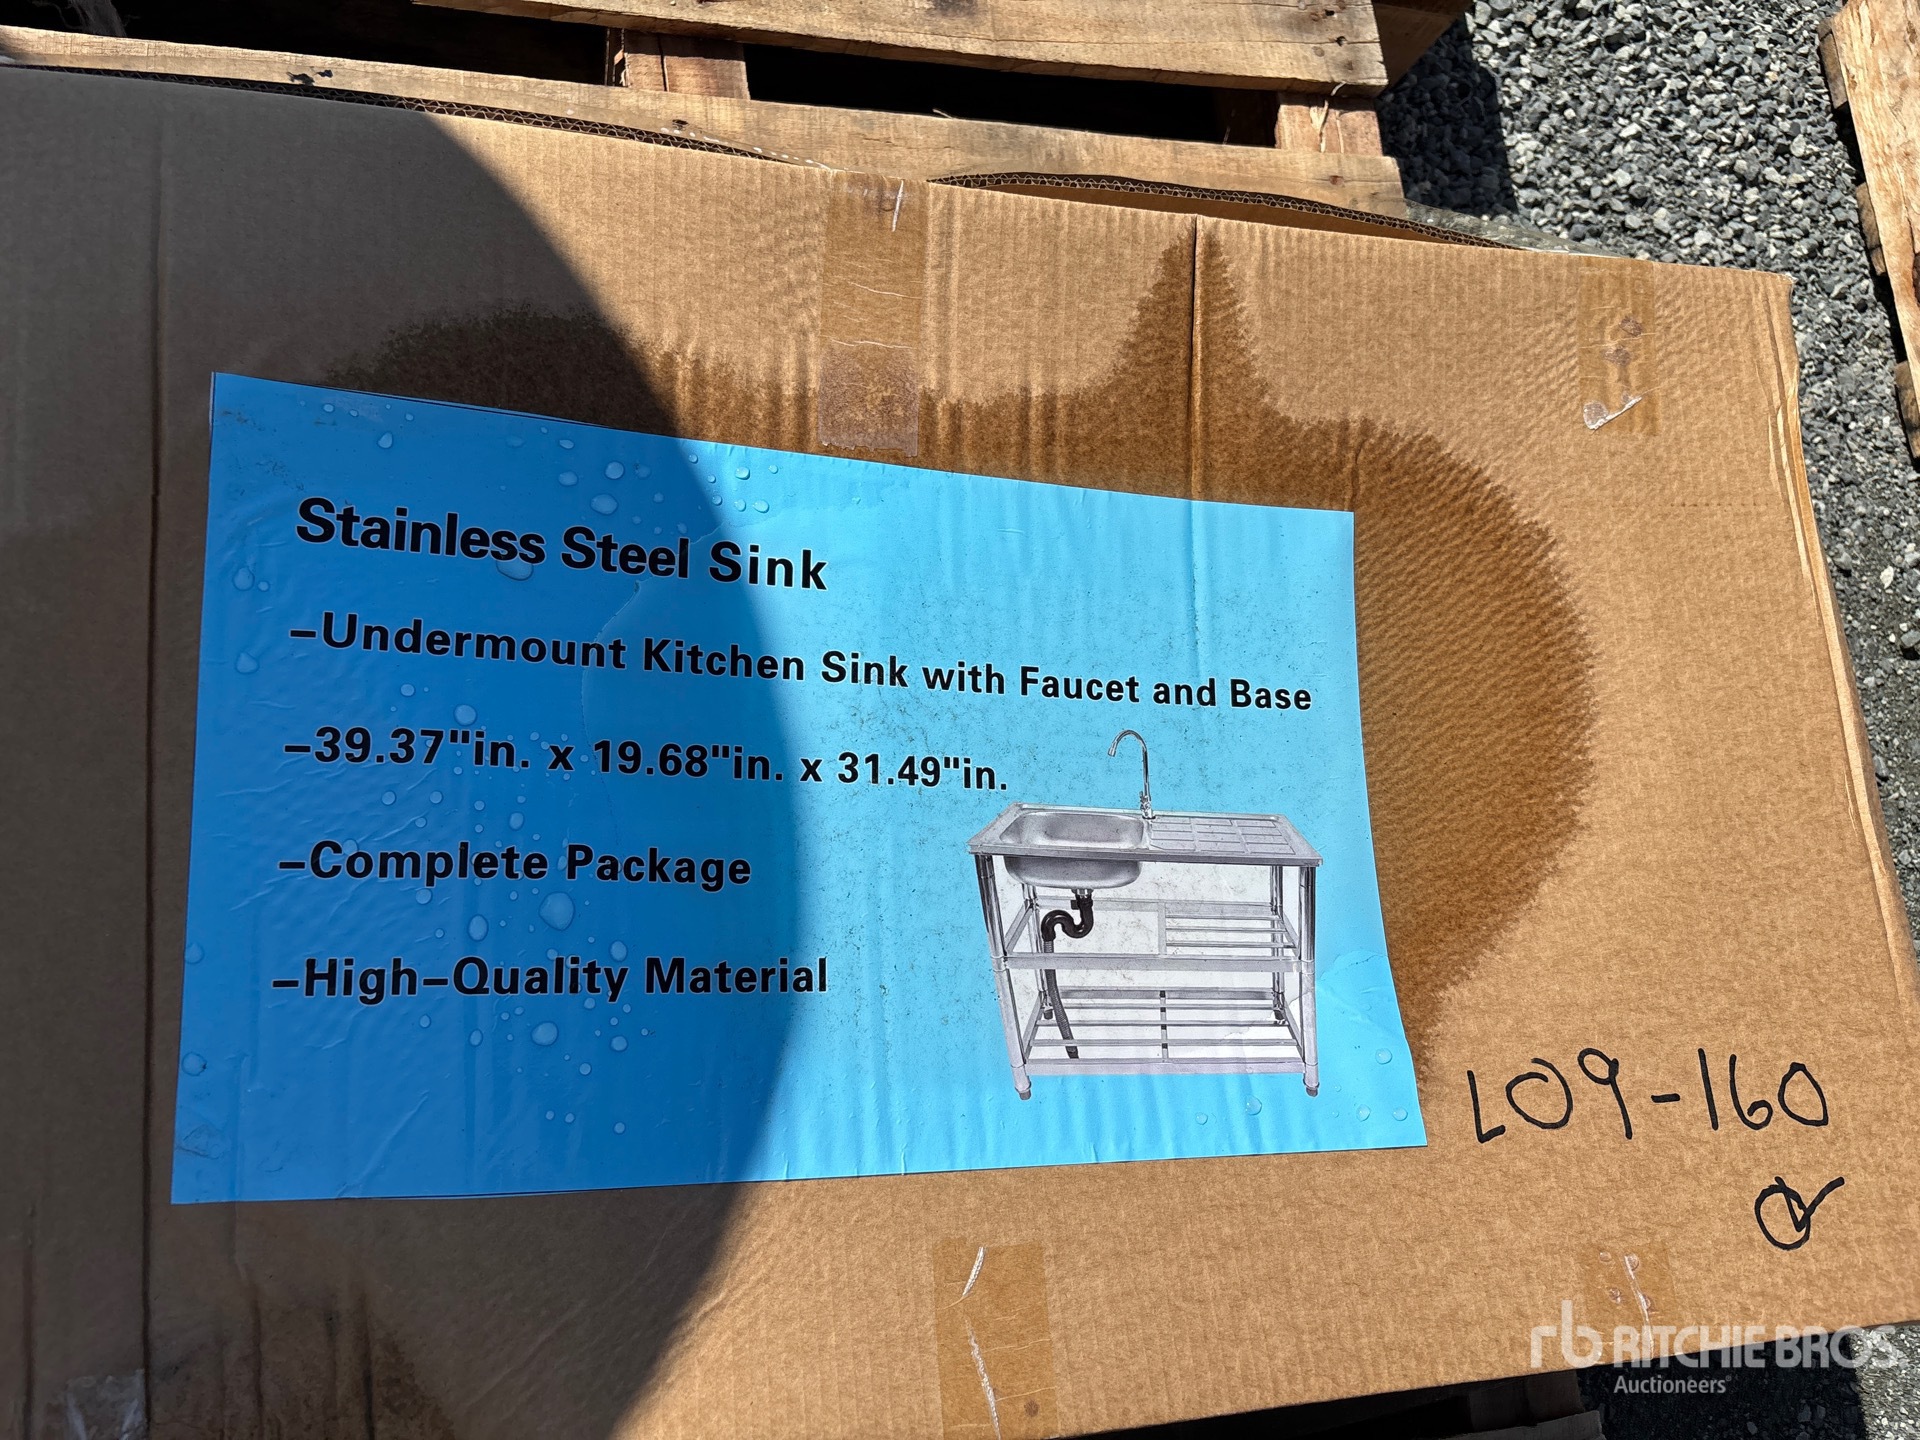 Stainless Steel Sink
-Undermount Kitchen Sink with Faucet and Base
-39.37"in. x 19.68"in. x 31.49"in.
-Complete Package
-High-Quality Material
L09-160
rb RITCHIE BROS.
Auctioneers